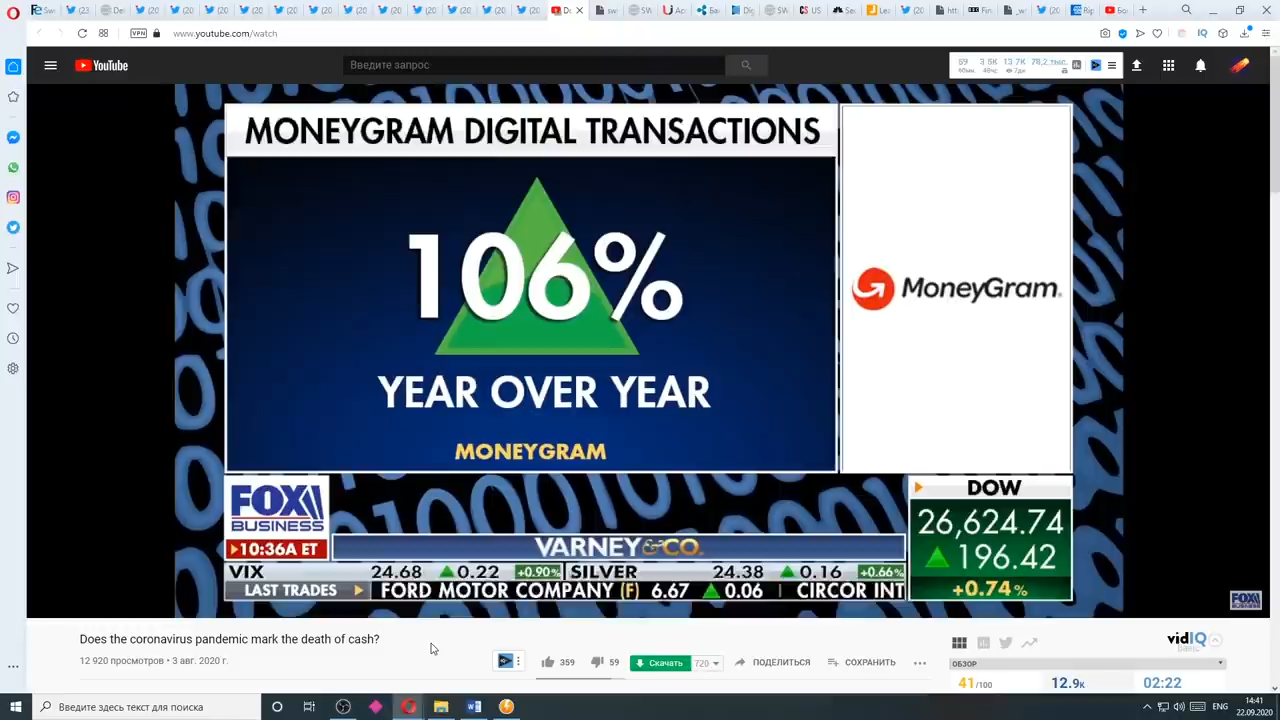 VPN www.youtube.com/watch
YouTube
Введите запрос
MONEYGRAM DIGITAL TRANSACTIONS
106%
YEAR OVER YEAR
MONEYGRAM
MoneyGram.
FOX
BUSINESS
10:36A ET
VARNEY & CO.
DOW
26,624.74
196.42
+0.74%
VIX 24.68 0.22 +0.90% SILVER 24.38 0.16 +0.66%
LAST TRADES FORD MOTOR COMPANY (F) 6.67 0.06 CIRCOR INT
FOX
BUSINESS
Does the coronavirus pandemic mark the death of cash?
12 920 просмотров • 3 авг. 2020 г.
359
59
Скачать 720
ПОДЕЛИТЬСЯ
СОХРАНИТЬ
vidIQ
ОБЗОР
41/100 12.9K 02:22
Введите здесь текст для поиска
ENG
14:41
22.09.2020